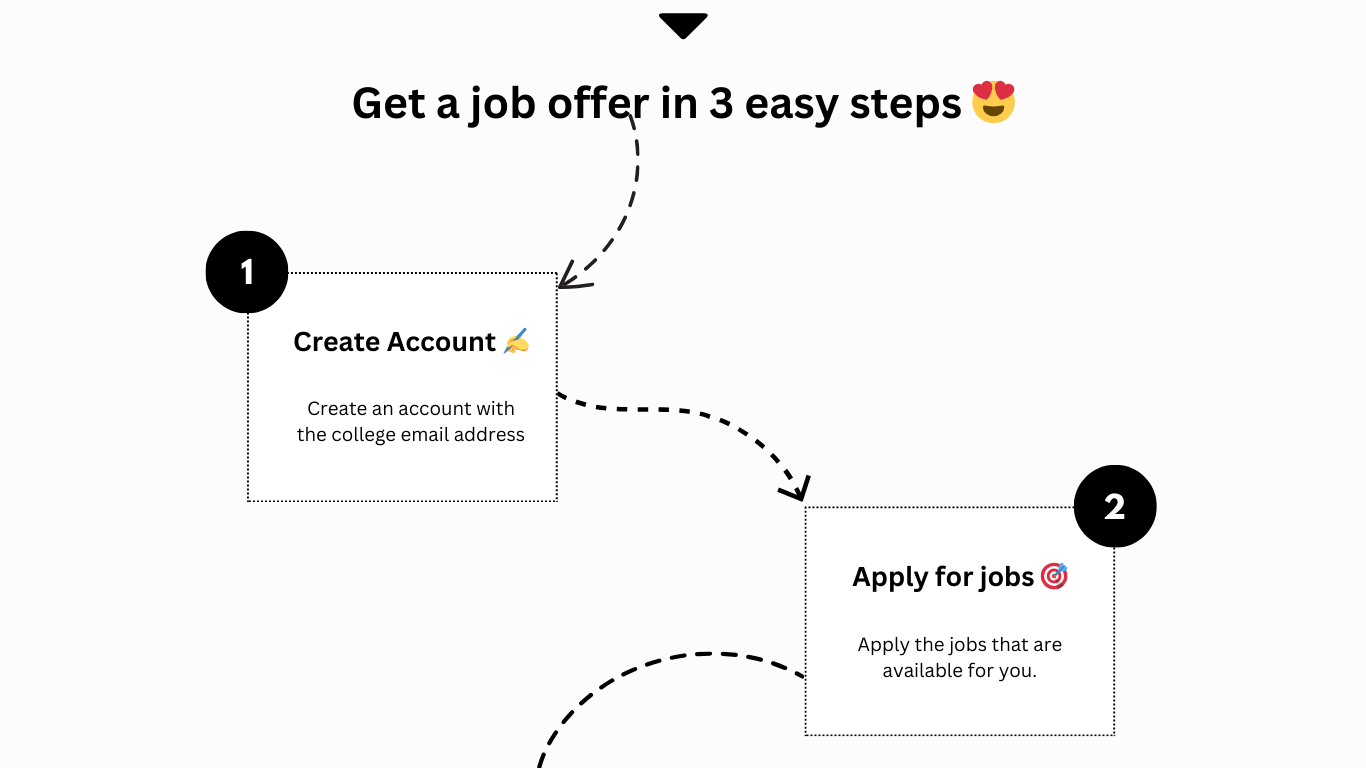 Get a job offer in 3 easy steps 😍
1
Create Account ✍️
Create an account with
the college email address
2
Apply for jobs 🎯
Apply the jobs that are
available for you.